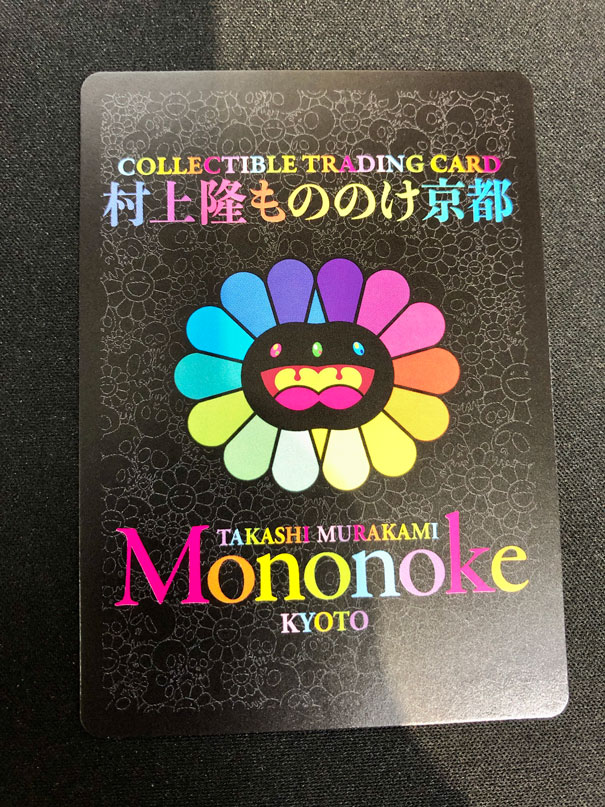 COLLECTIBLE TRADING CARD
村上隆もののけ京都
TAKASHI MURAKAMI
Mononoke
KYOTO